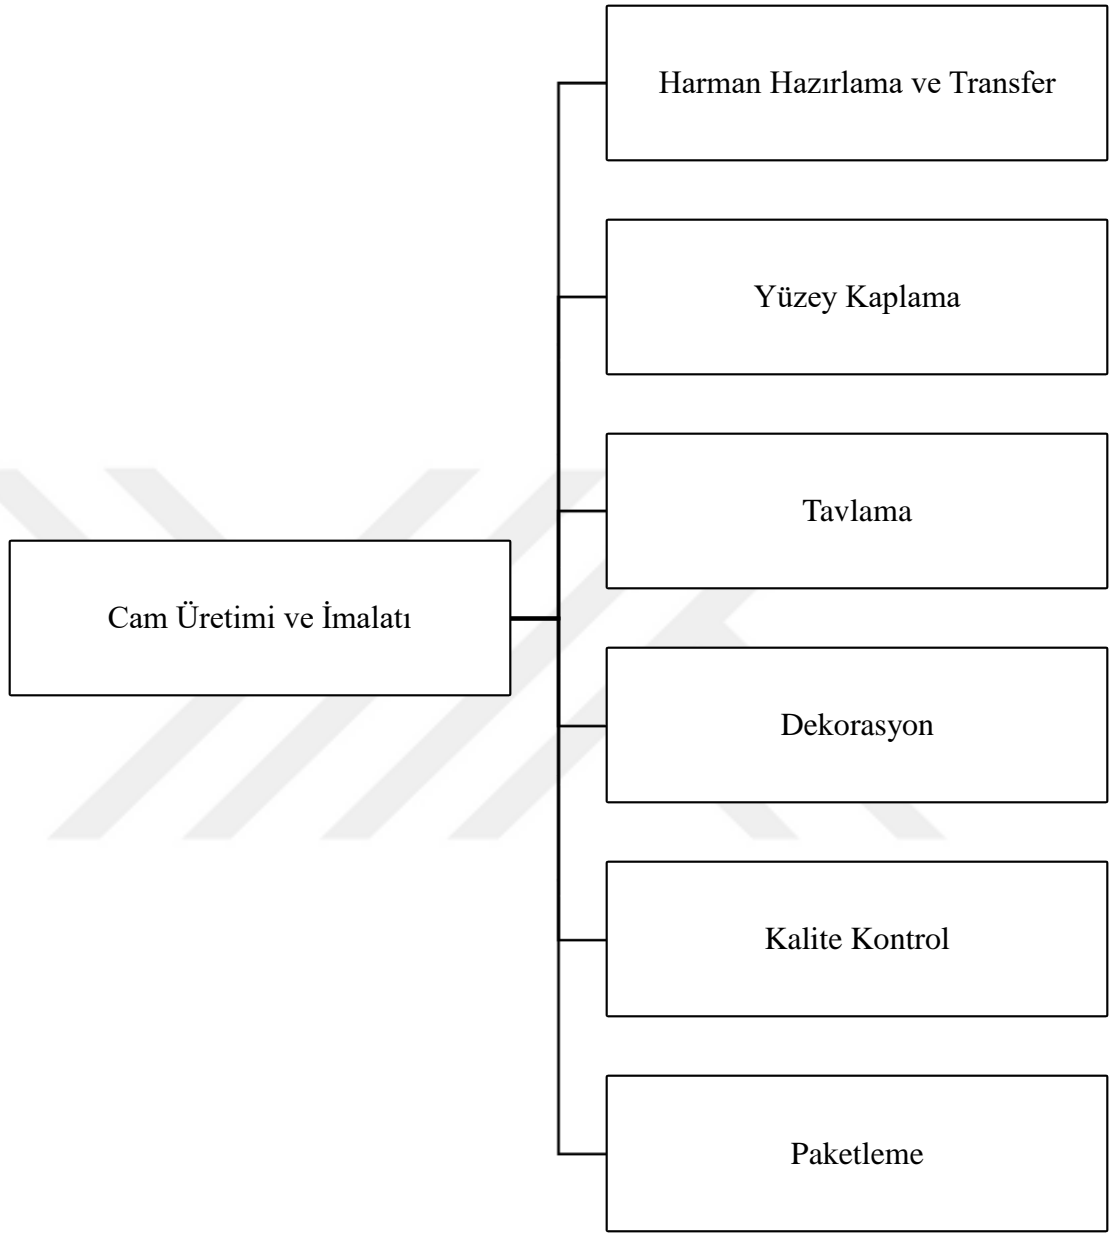 Harman Hazırlama ve Transfer
Yüzey Kaplama
Tavlama
Cam Üretimi ve İmalatı
Dekorasyon
Kalite Kontrol
Paketleme